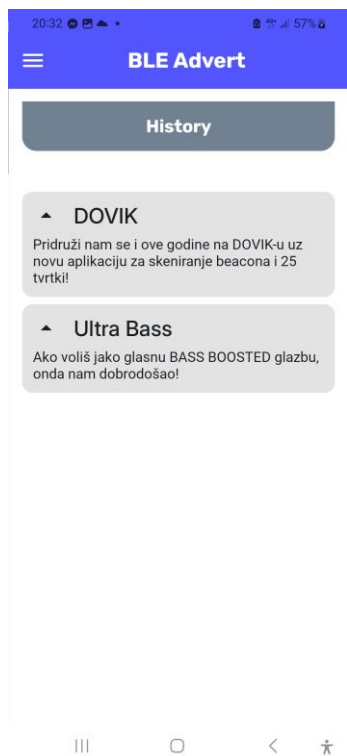 20:32
57%
BLE Advert
History
DOVIK
Pridruži nam se i ove godine na DOVIK-u uz
novu aplikaciju za skeniranje beacona i 25
tvrtki!
Ultra Bass
Ako voliš jako glasnu BASS BOOSTED glazbu,
onda nam dobrodošao!